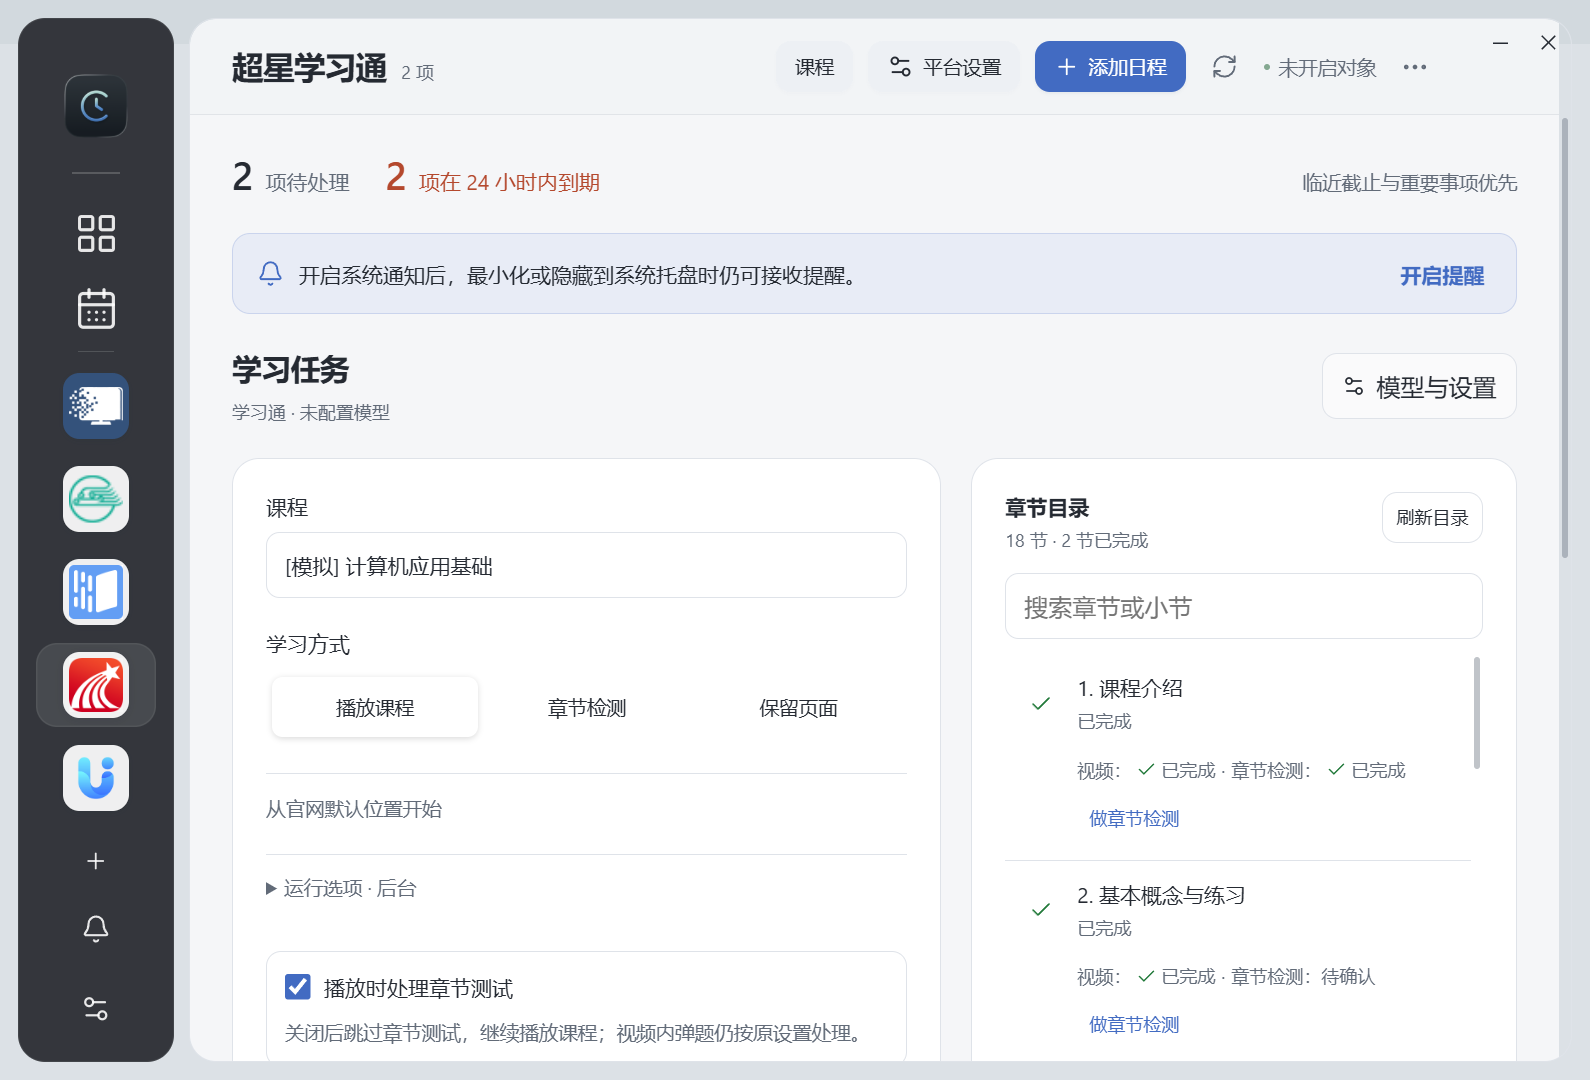 超星学习通 2 项
课程 平台设置 + 添加日程 未开启对象
2 项待处理 2 项在 24 小时内到期 临近截止与重要事项优先
开启系统通知后，最小化或隐藏到系统托盘时仍可接收提醒。 开启提醒
学习任务
学习通 · 未配置模型
模型与设置
课程
[模拟] 计算机应用基础
学习方式
播放课程 章节检测 保留页面
从官网默认位置开始
运行选项 · 后台
播放时处理章节测试
关闭后跳过章节测试，继续播放课程；视频内弹题仍按原设置处理。
章节目录
18 节 · 2 节已完成
刷新目录
搜索章节或小节
1. 课程介绍
已完成
视频： ✓ 已完成 · 章节检测： ✓ 已完成
做章节检测
2. 基本概念与练习
已完成
视频： ✓ 已完成 · 章节检测：待确认
做章节检测